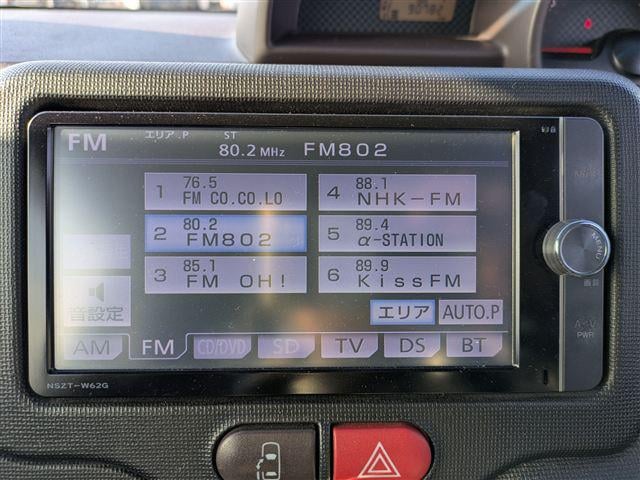 FM エリア.P ST
80.2 MHz FM802
1 76.5 FM CO.CO.LO
2 80.2 FM802
3 85.1 FM OH!
4 88.1 NHK-FM
5 89.4 α-STATION
6 89.9 KissFM
音設定
エリア AUTO.P
AM FM CD/DVD SD TV DS BT
NSZT-W62G
MENU
A・V
PWR